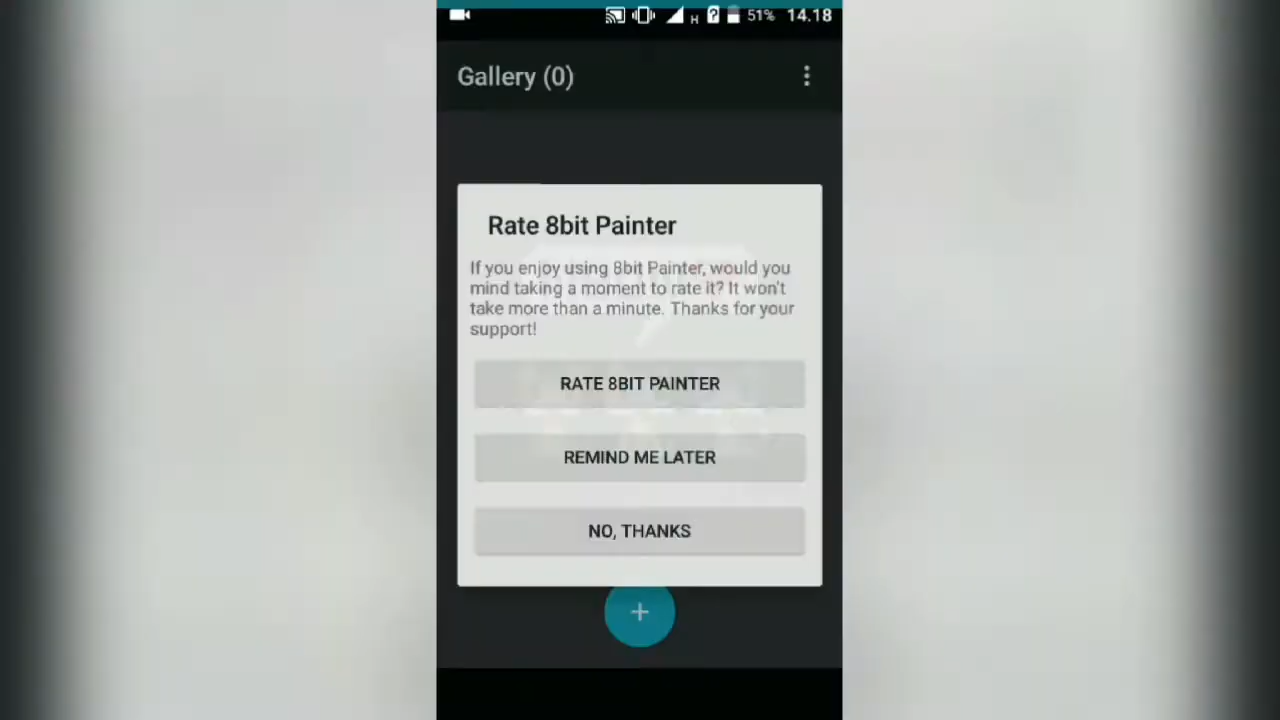 H 51% 14.18
Gallery (0)
Rate 8bit Painter
If you enjoy using 8bit Painter, would you
mind taking a moment to rate it? It won't
take more than a minute. Thanks for your
support!
RATE 8BIT PAINTER
REMIND ME LATER
NO, THANKS